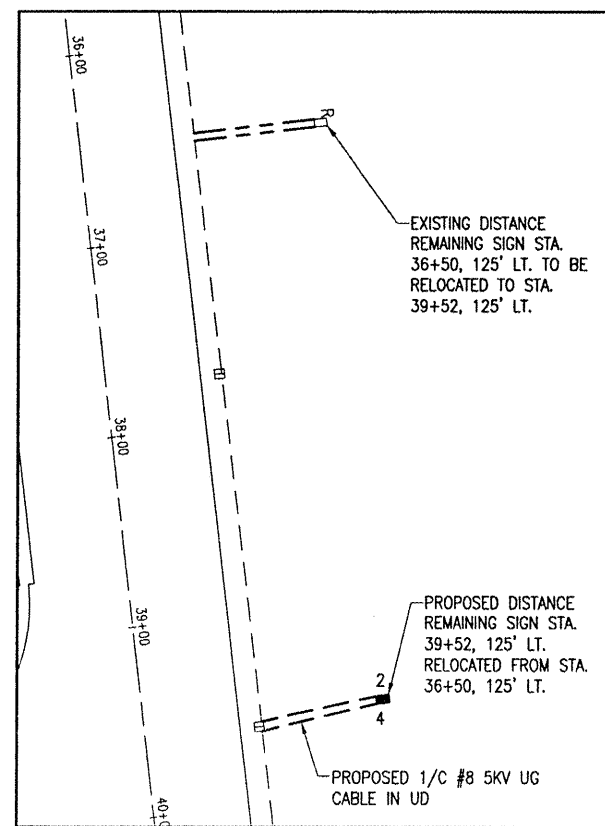 36+00
R
EXISTING DISTANCE
REMAINING SIGN STA.
36+50, 125' LT. TO BE
RELOCATED TO STA.
39+52, 125' LT.
37+00
38+00
39+00
PROPOSED DISTANCE
REMAINING SIGN STA.
39+52, 125' LT.
RELOCATED FROM STA.
36+50, 125' LT.
2
4
PROPOSED 1/C #8 5KV UG
CABLE IN UD
40+0